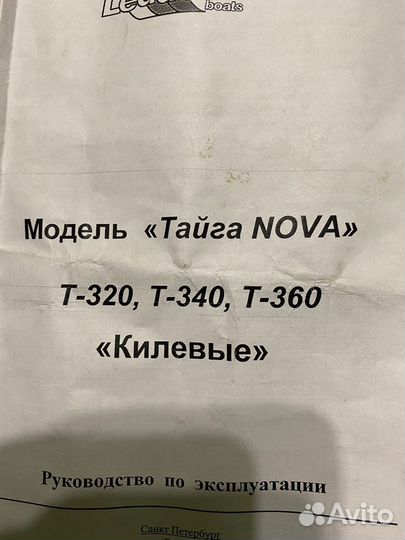 boats
Модель «Тайга NOVA»
Т-320, Т-340, Т-360
«Килевые»
Руководство по эксплуатации
Санкт Петербург
Avito